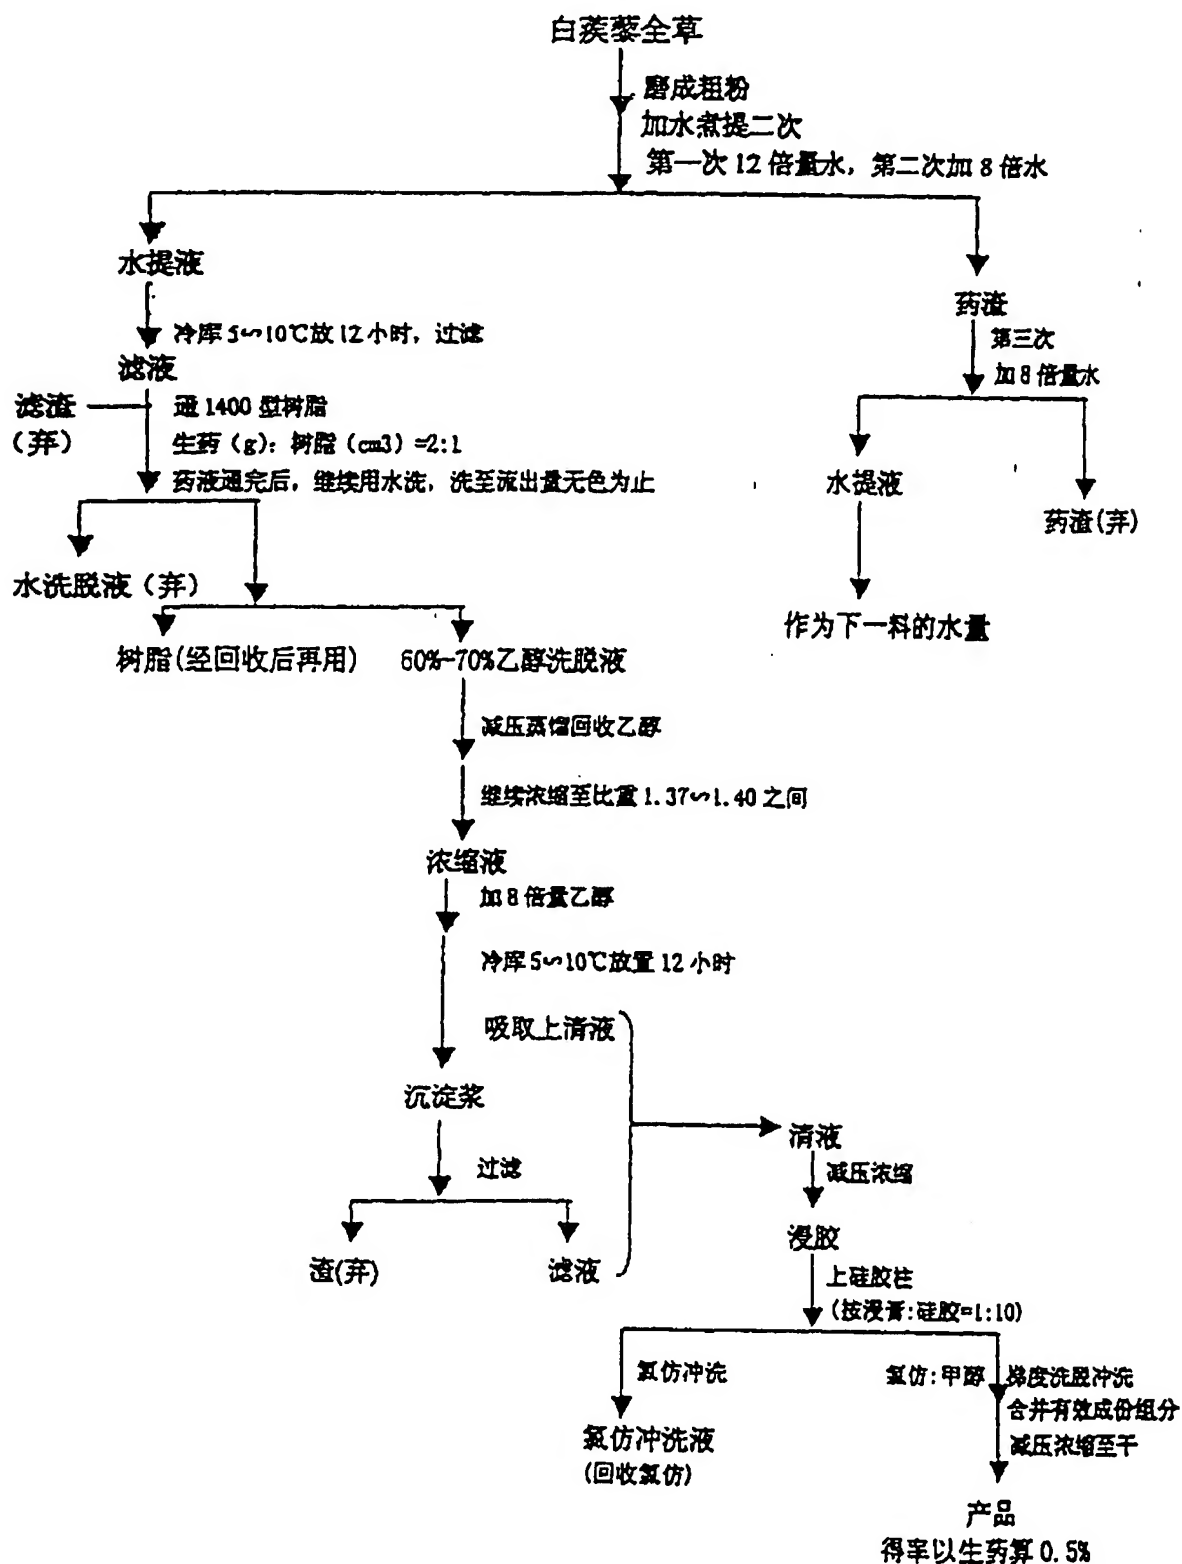 白蒺藜全草
磨成粗粉
加水煮提二次
第一次12倍量水，第二次加8倍水
水提液
药渣
冷库5~10℃放12小时，过滤
第三次
加8倍量水
滤液
滤渣
（弃）
通1400型树脂
生药（g）：树脂（cm3）=2:1
药液通完后，继续用水洗，洗至流出量无色为止
水提液
药渣(弃)
水洗脱液（弃）
作为下一料的水量
树脂(经回收后再用)
60%-70%乙醇洗脱液
减压蒸馏回收乙醇
继续浓缩至比重1.37~1.40之间
浓缩液
加8倍量乙醇
冷库5~10℃放置12小时
吸取上清液
沉淀浆
清液
过滤
减压浓缩
浸胶
渣(弃)
滤液
上硅胶柱
(按浸膏:硅胶=1:10)
氯仿冲洗
氯仿:甲醇 梯度洗脱冲洗
合并有效成份组分
减压浓缩至干
氯仿冲洗液
(回收氯仿)
产品
得率以生药算0.5%